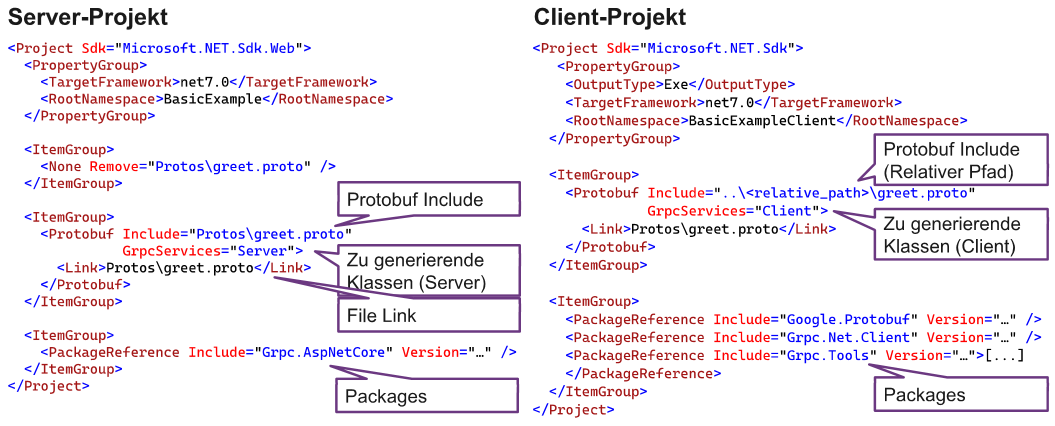 Server-Projekt
<Project Sdk="Microsoft.NET.Sdk.Web">
  <PropertyGroup>
    <TargetFramework>net7.0</TargetFramework>
    <RootNamespace>BasicExample</RootNamespace>
  </PropertyGroup>

  <ItemGroup>
    <None Remove="Protos\greet.proto" />
  </ItemGroup>

  <ItemGroup>
    <Protobuf Include="Protos\greet.proto"
              GrpcServices="Server">
      <Link>Protos\greet.proto</Link>
    </Protobuf>
  </ItemGroup>

  <ItemGroup>
    <PackageReference Include="Grpc.AspNetCore" Version="…" />
  </ItemGroup>
</Project>
Protobuf Include
Zu generierende
Klassen (Server)
File Link
Packages
Client-Projekt
<Project Sdk="Microsoft.NET.Sdk">
   <PropertyGroup>
    <OutputType>Exe</OutputType>
    <TargetFramework>net7.0</TargetFramework>
    <RootNamespace>BasicExampleClient</RootNamespace>
  </PropertyGroup>

  <ItemGroup>
    <Protobuf Include="..\<relative_path>\greet.proto"
              GrpcServices="Client">
      <Link>Protos\greet.proto</Link>
    </Protobuf>
  </ItemGroup>

  <ItemGroup>
    <PackageReference Include="Google.Protobuf" Version="…" />
    <PackageReference Include="Grpc.Net.Client" Version="…" />
    <PackageReference Include="Grpc.Tools" Version="…">[...]
    </PackageReference>
  </ItemGroup>
</Project>
Protobuf Include
(Relativer Pfad)
Zu generierende
Klassen (Client)
Packages